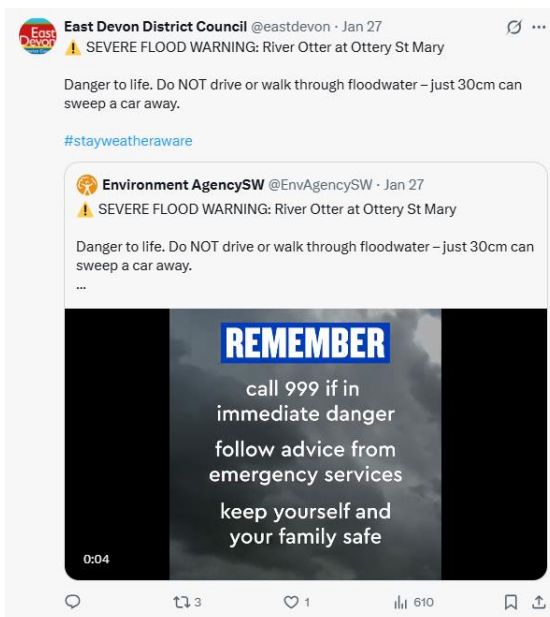 East Devon District Council @eastdevon · Jan 27
⚠️ SEVERE FLOOD WARNING: River Otter at Ottery St Mary
Danger to life. Do NOT drive or walk through floodwater – just 30cm can
sweep a car away.
#stayweatheraware
Environment AgencySW @EnvAgencySW · Jan 27
⚠️ SEVERE FLOOD WARNING: River Otter at Ottery St Mary
Danger to life. Do NOT drive or walk through floodwater – just 30cm can
sweep a car away.
...
REMEMBER
call 999 if in
immediate danger
follow advice from
emergency services
keep yourself and
your family safe
0:04
3 1 610
East
Devon